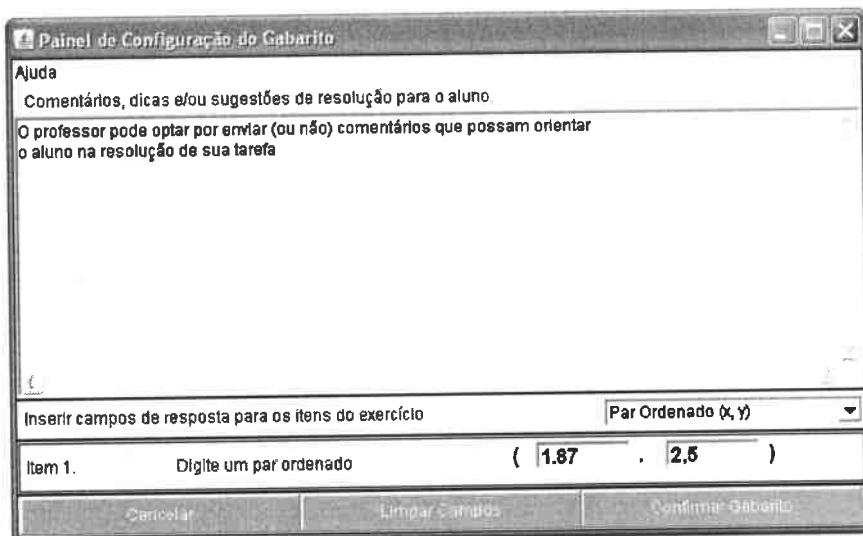 Painel de Configuração do Gabarito
Ajuda
Comentários, dicas e/ou sugestões de resolução para o aluno.
O professor pode optar por enviar (ou não) comentários que possam orientar
o aluno na resolução de sua tarefa
Inserir campos de resposta para os itens do exercício Par Ordenado (x, y)
Item 1. Digite um par ordenado ( 1.87 , 2,5 )
Cancelar Limpar Campos Confirmar Gabarito